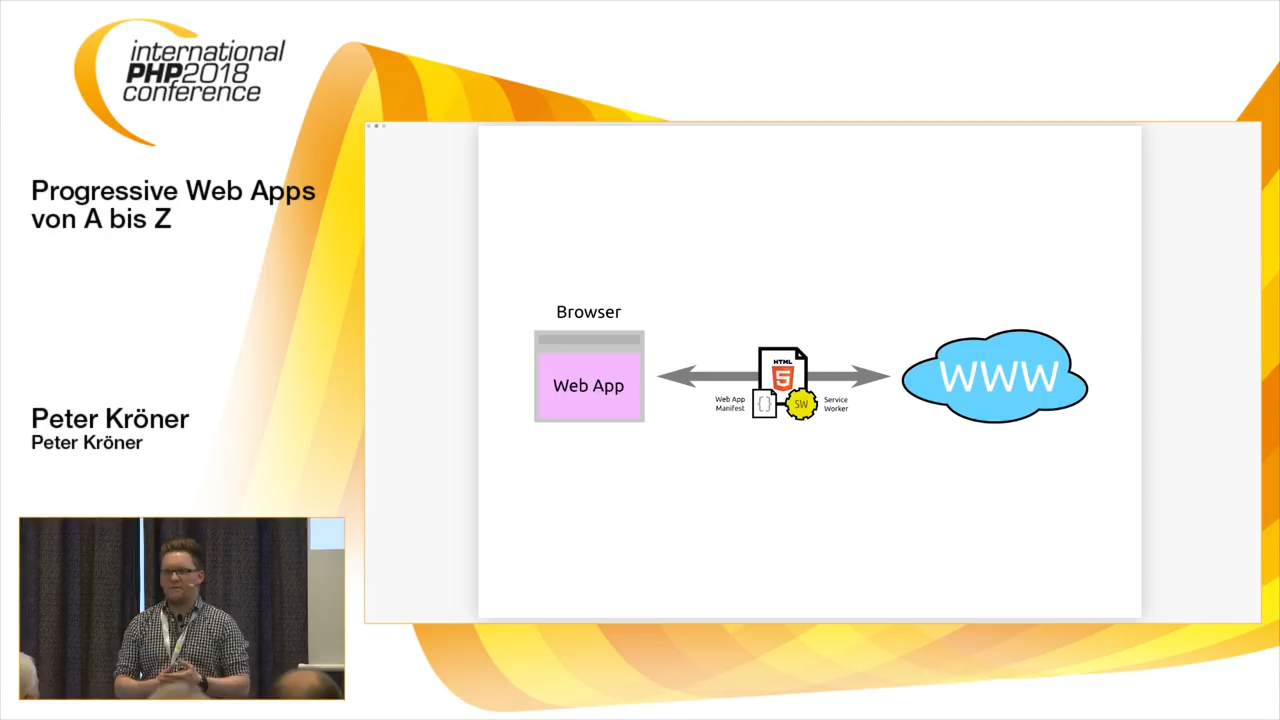 international
PHP2018
conference
Progressive Web Apps
von A bis Z
Peter Kröner
Peter Kröner
Browser
Web App
HTML
5
Web App
Manifest
{}
SW
Service
Worker
WWW